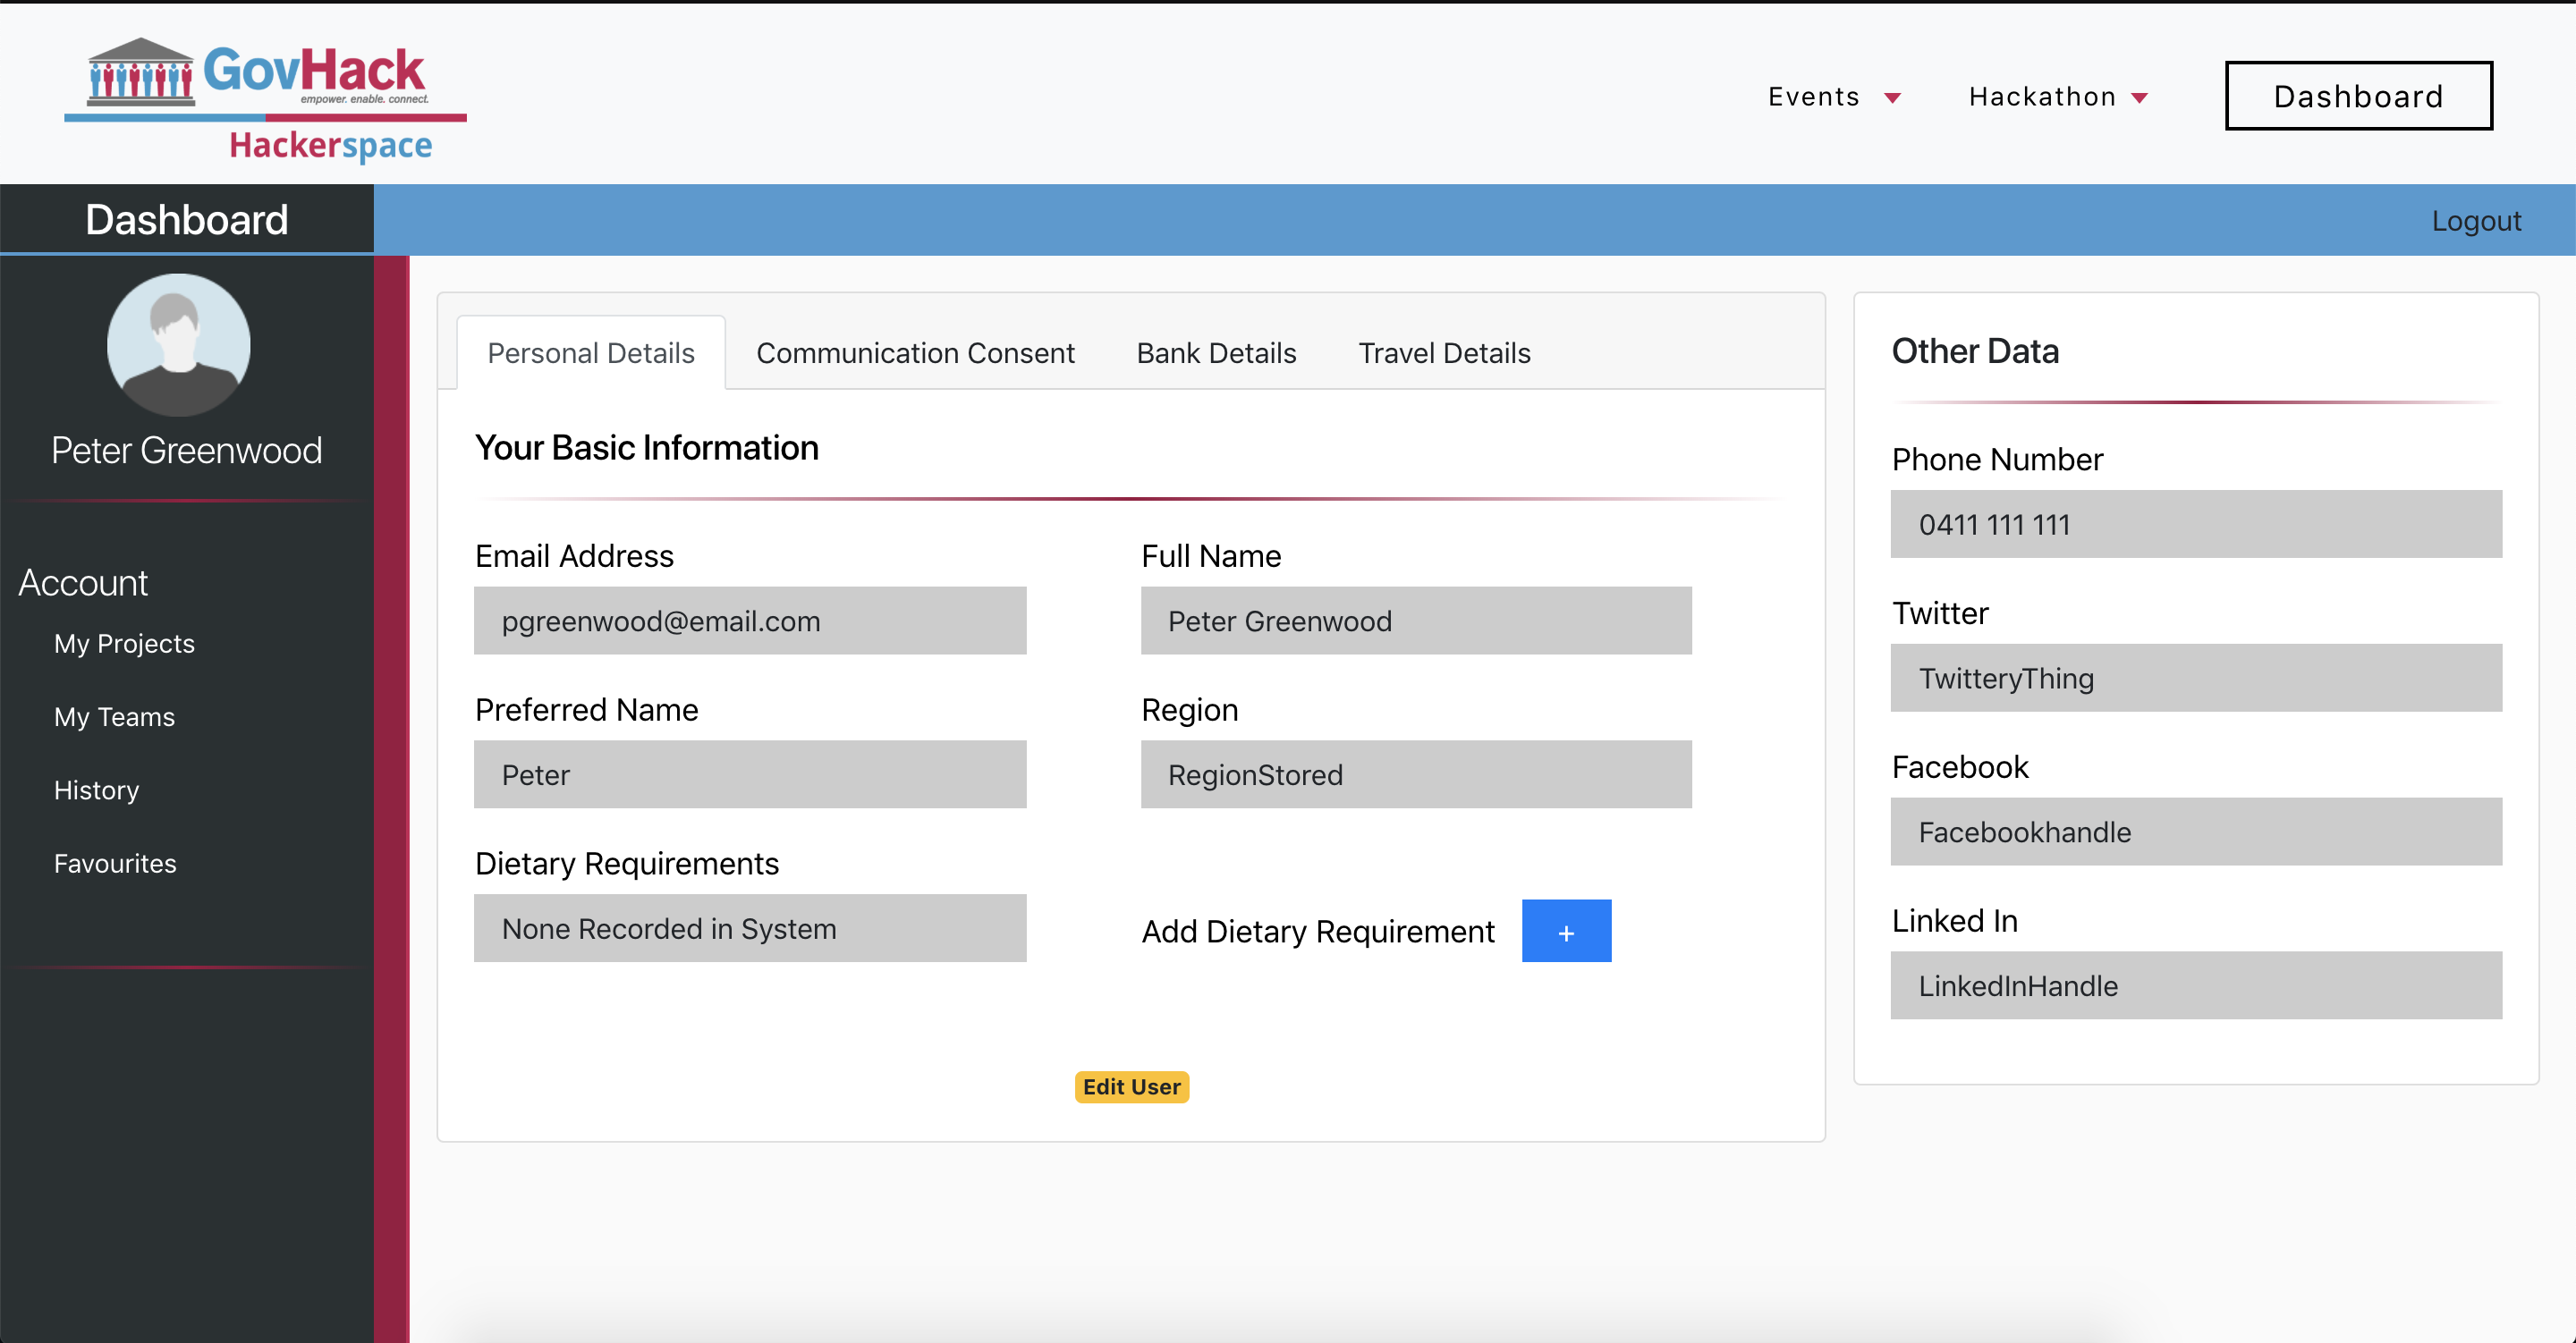 GovHack
empower. enable. connect.
Hackerspace
Events
Hackathon
Dashboard
Dashboard
Logout
Peter Greenwood
Account
My Projects
My Teams
History
Favourites
Personal Details
Communication Consent
Bank Details
Travel Details
Your Basic Information
Email Address
pgreenwood@email.com
Full Name
Peter Greenwood
Preferred Name
Peter
Region
RegionStored
Dietary Requirements
None Recorded in System
Add Dietary Requirement +
Edit User
Other Data
Phone Number
0411 111 111
Twitter
TwitteryThing
Facebook
Facebookhandle
Linked In
LinkedInHandle